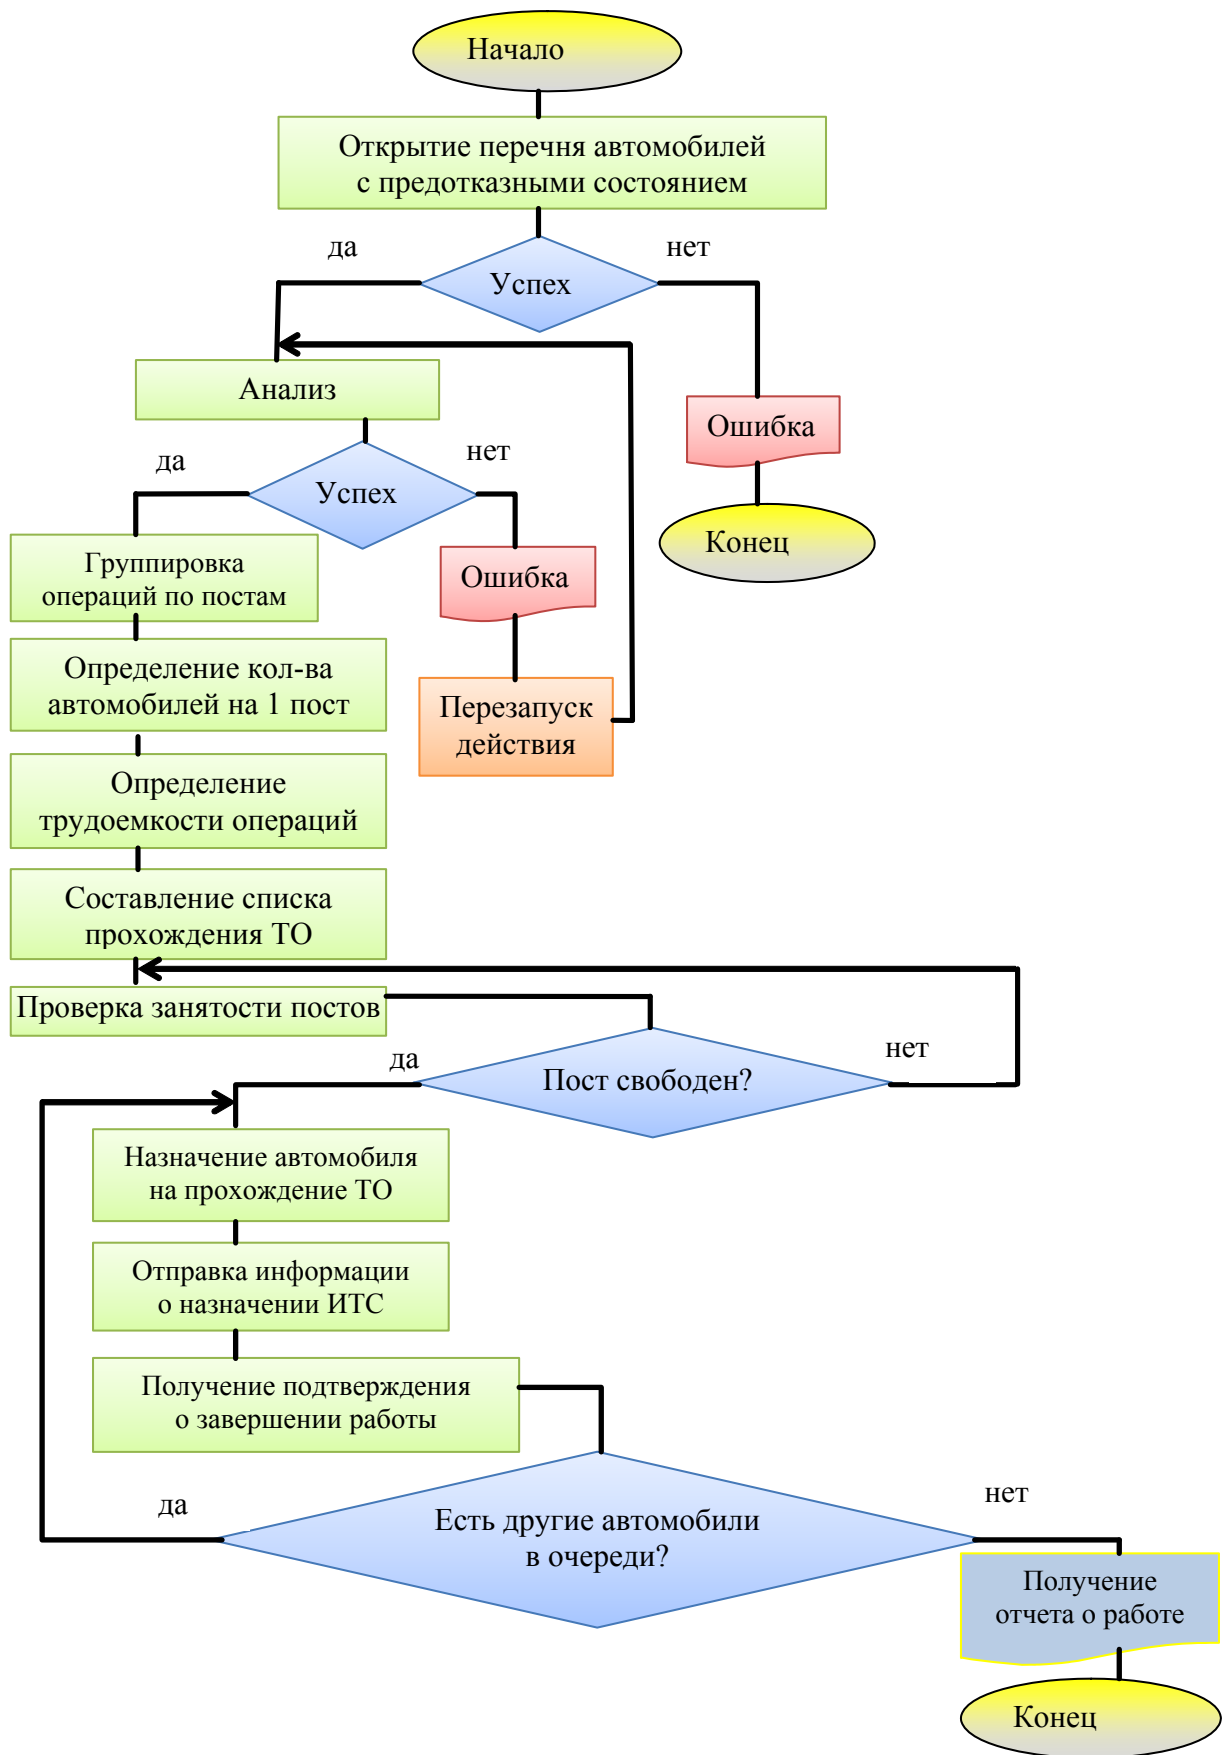 Начало
Открытие перечня автомобилей
с предотказными состоянием
да
нет
Успех
Анализ
Ошибка
да
нет
Успех
Конец
Группировка
операций по постам
Ошибка
Определение кол-ва
автомобилей на 1 пост
Перезапуск
действия
Определение
трудоемкости операций
Составление списка
прохождения ТО
Проверка занятости постов
да
нет
Пост свободен?
Назначение автомобиля
на прохождение ТО
Отправка информации
о назначении ИТС
Получение подтверждения
о завершении работы
да
нет
Есть другие автомобили
в очереди?
Получение
отчета о работе
Конец